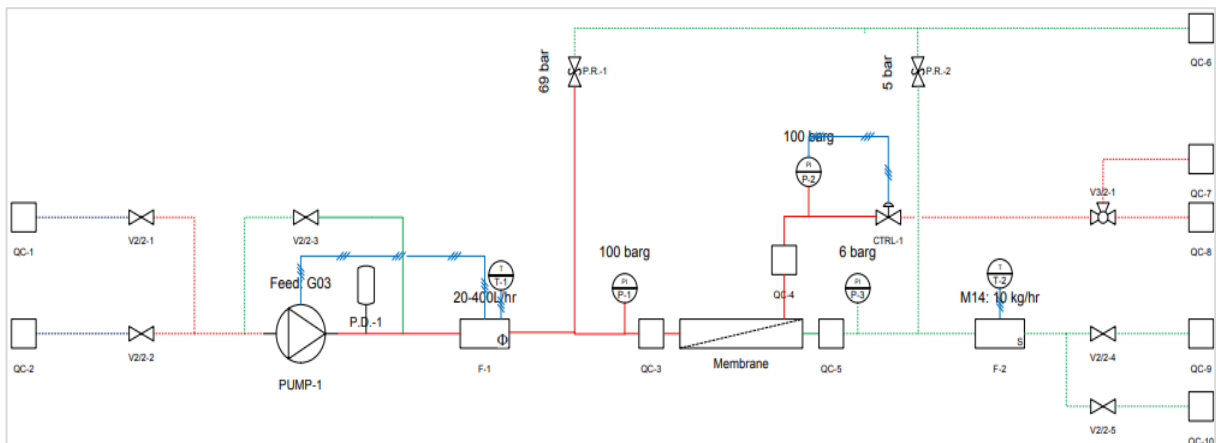 69 bar
P.R.-1
5 bar
P.R.-2
QC-6
100 barg
PI
P-2
V3/2-1
QC-7
QC-1
V2/2-1
V2/2-3
CTRL-1
QC-8
Feed: G03
P.D.-1
20-400L/hr
T
T-1
100 barg
PI
P-1
QC-4
6 barg
PI
P-3
T
T-2
M14: 10 kg/hr
QC-2
V2/2-2
PUMP-1
Φ
F-1
QC-3
Membrane
QC-5
S
F-2
V2/2-4
QC-9
V2/2-5
QC-10